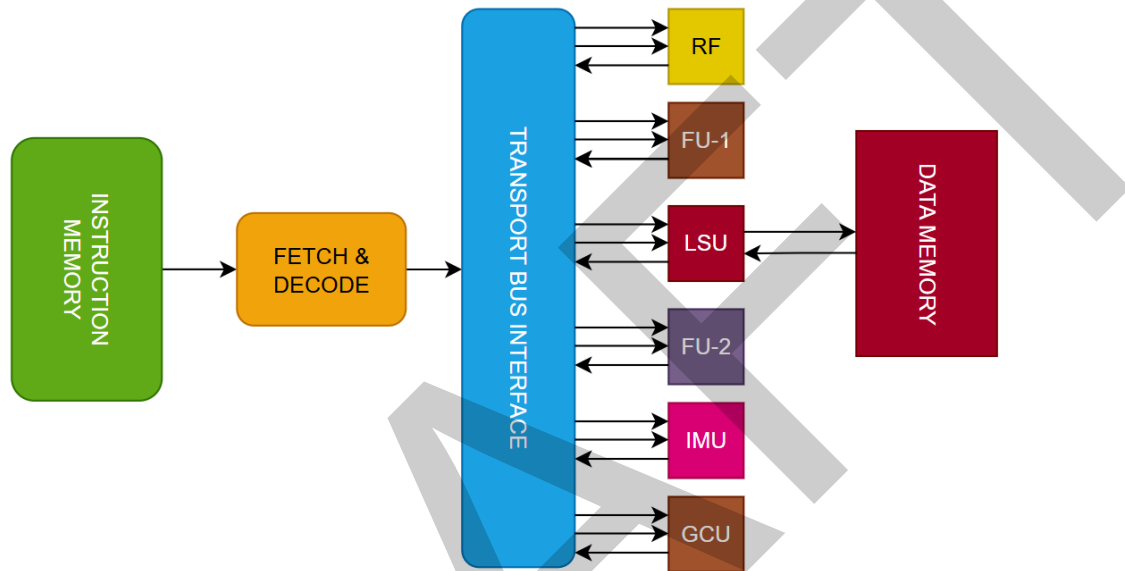 INSTRUCTION
MEMORY
FETCH &
DECODE
TRANSPORT BUS INTERFACE
RF
FU-1
LSU
FU-2
IMU
GCU
DATA MEMORY